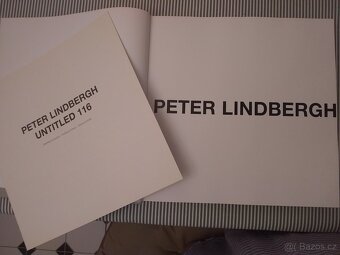 PETER LINDBERGH
UNTITLED 116
PETER LINDBERGH
© Bazos.cz